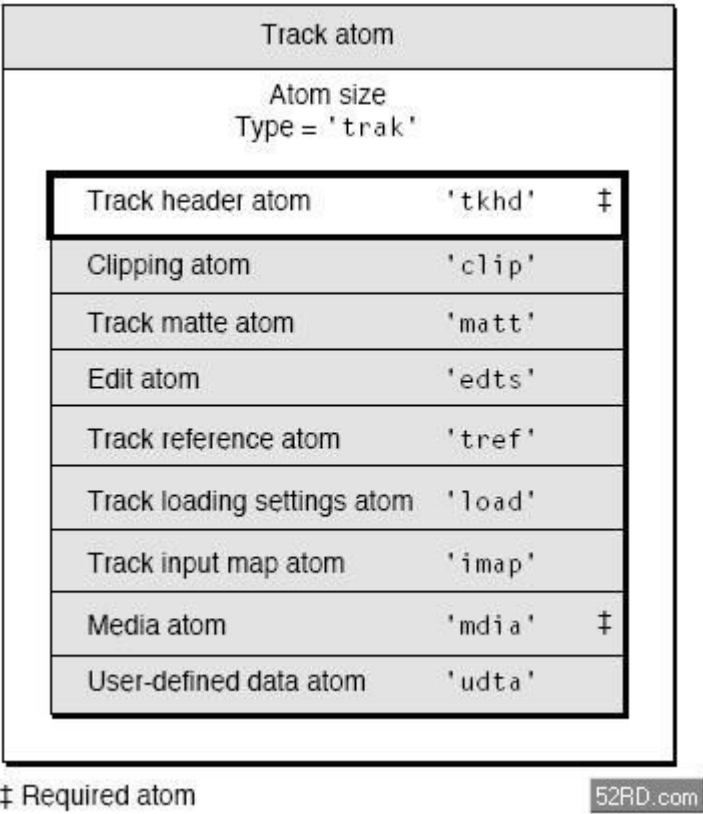 Track atom
Atom size
Type = 'trak'
Track header atom 'tkhd' ‡
Clipping atom 'clip'
Track matte atom 'matt'
Edit atom 'edts'
Track reference atom 'tref'
Track loading settings atom 'load'
Track input map atom 'imap'
Media atom 'mdia' ‡
User-defined data atom 'udta'
‡ Required atom
52RD.com